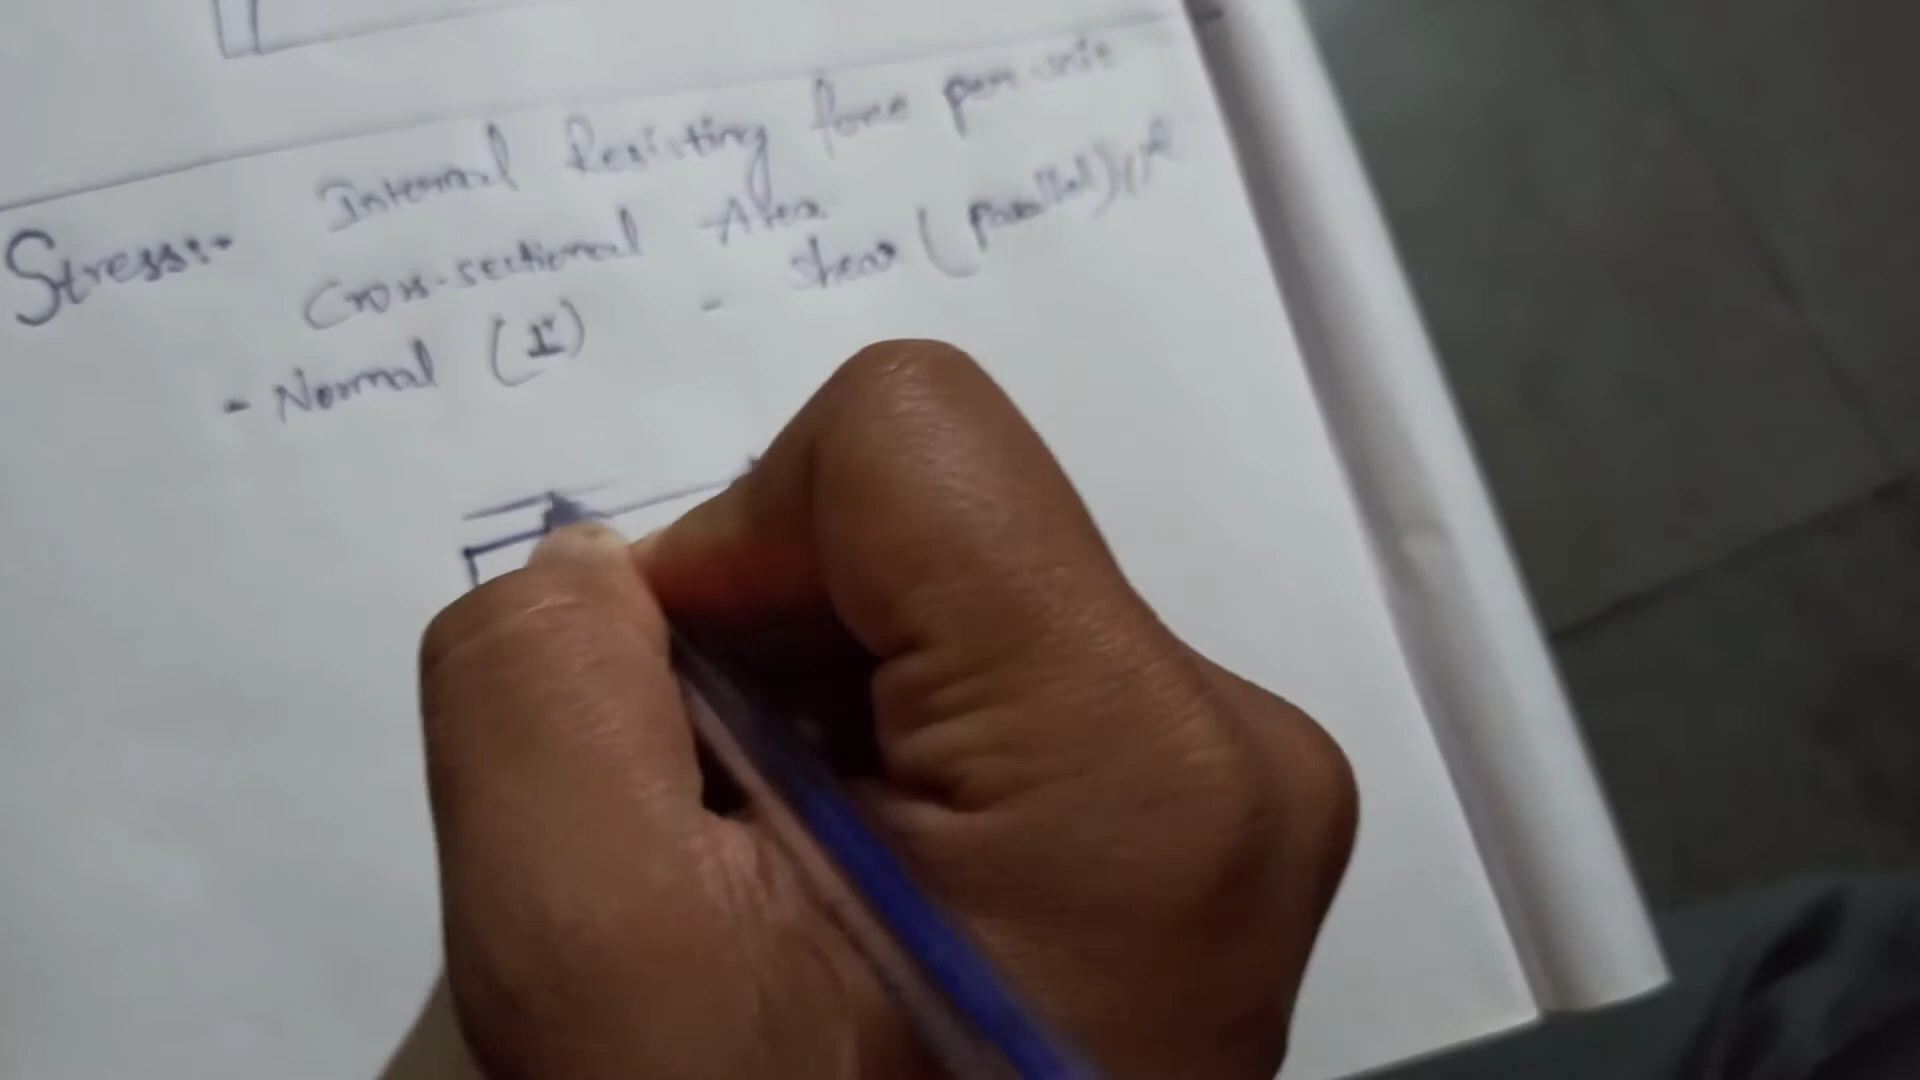 Stress:- Internal Resisting force per unit
Cross-sectional Area
- Normal (⊥) - Shear (parallel)